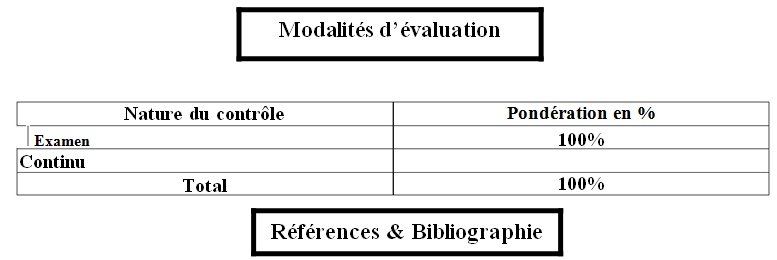 Modalités d'évaluation
Nature du contrôle Pondération en %
Examen 100%
Continu
Total 100%
Références & Bibliographie